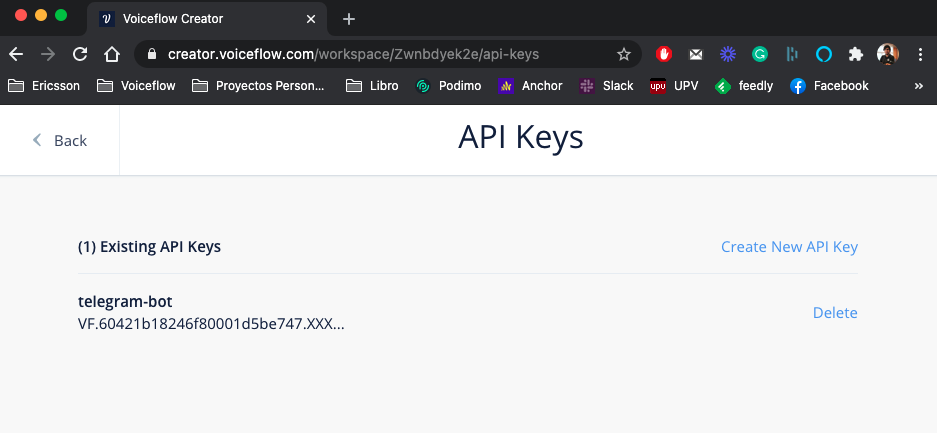 Voiceflow Creator
creator.voiceflow.com/workspace/Zwnbdyek2e/api-keys
Ericsson Voiceflow Proyectos Person... Libro Podimo Anchor Slack upu UPV feedly Facebook »
Back
API Keys
(1) Existing API Keys Create New API Key
telegram-bot
VF.60421b18246f80001d5be747.XXX... Delete